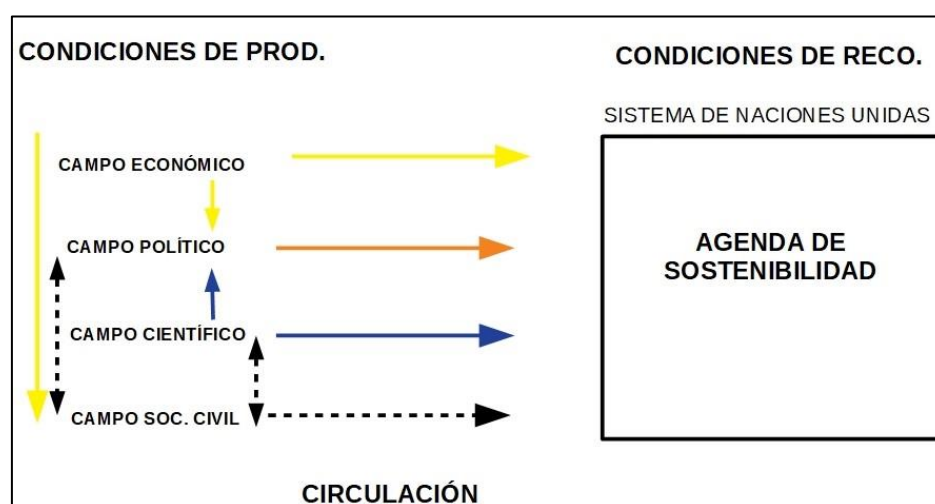 CONDICIONES DE PROD.
CONDICIONES DE RECO.
SISTEMA DE NACIONES UNIDAS
CAMPO ECONÓMICO
CAMPO POLÍTICO
CAMPO CIENTÍFICO
CAMPO SOC. CIVIL
AGENDA DE
SOSTENIBILIDAD
CIRCULACIÓN